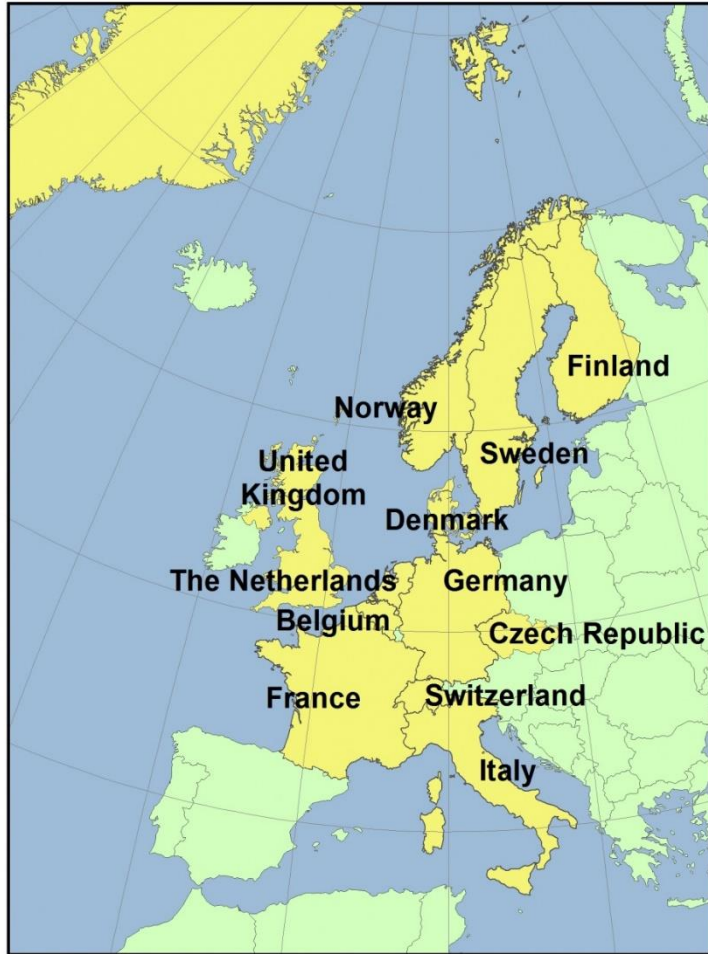 Finland
Norway
Sweden
United
Kingdom
Denmark
The Netherlands
Germany
Belgium
Czech Republic
France
Switzerland
Italy